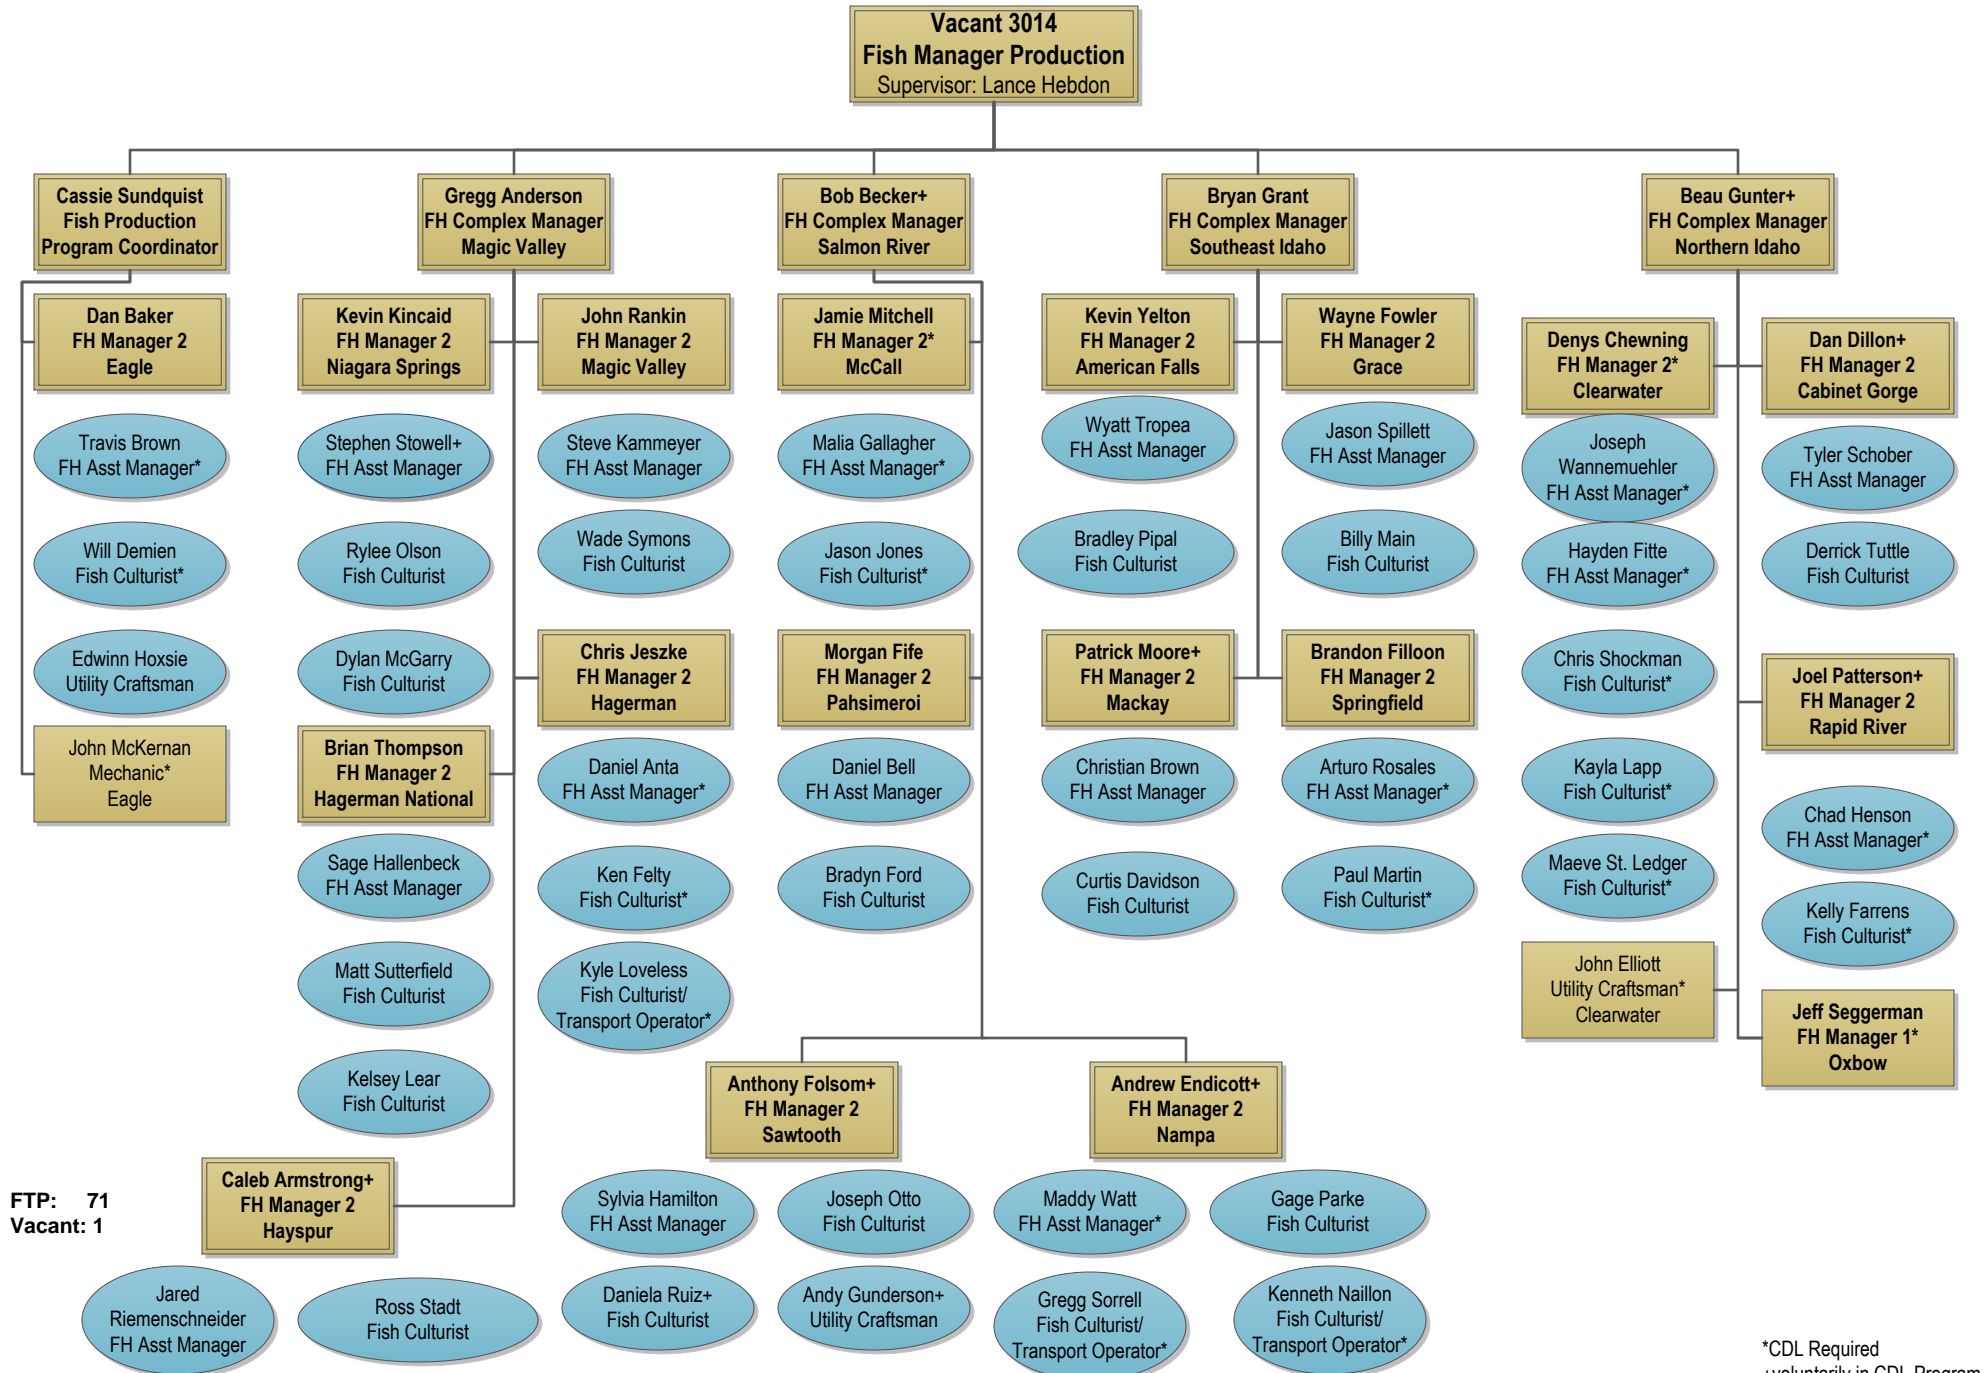 Vacant 3014
Fish Manager Production
Supervisor: Lance Hebdon
Cassie Sundquist
Fish Production
Program Coordinator
Gregg Anderson
FH Complex Manager
Magic Valley
Bob Becker+
FH Complex Manager
Salmon River
Bryan Grant
FH Complex Manager
Southeast Idaho
Beau Gunter+
FH Complex Manager
Northern Idaho
Dan Baker
FH Manager 2
Eagle
Travis Brown
FH Asst Manager*
Will Demien
Fish Culturist*
Edwinn Hoxsie
Utility Craftsman
John McKernan
Mechanic*
Eagle
Kevin Kincaid
FH Manager 2
Niagara Springs
Stephen Stowell+
FH Asst Manager
Rylee Olson
Fish Culturist
Dylan McGarry
Fish Culturist
Brian Thompson
FH Manager 2
Hagerman National
Sage Hallenbeck
FH Asst Manager
Matt Sutterfield
Fish Culturist
Kelsey Lear
Fish Culturist
Caleb Armstrong+
FH Manager 2
Hayspur
Jared
Riemenschneider
FH Asst Manager
Ross Stadt
Fish Culturist
John Rankin
FH Manager 2
Magic Valley
Steve Kammeyer
FH Asst Manager
Wade Symons
Fish Culturist
Chris Jeszke
FH Manager 2
Hagerman
Daniel Anta
FH Asst Manager*
Ken Felty
Fish Culturist*
Kyle Loveless
Fish Culturist/
Transport Operator*
Jamie Mitchell
FH Manager 2*
McCall
Malia Gallagher
FH Asst Manager*
Jason Jones
Fish Culturist*
Morgan Fife
FH Manager 2
Pahsimeroi
Daniel Bell
FH Asst Manager
Bradyn Ford
Fish Culturist
Anthony Folsom+
FH Manager 2
Sawtooth
Sylvia Hamilton
FH Asst Manager
Joseph Otto
Fish Culturist
Daniela Ruiz+
Fish Culturist
Andy Gunderson+
Utility Craftsman
Andrew Endicott+
FH Manager 2
Nampa
Maddy Watt
FH Asst Manager*
Gage Parke
Fish Culturist
Gregg Sorrell
Fish Culturist/
Transport Operator*
Kenneth Naillon
Fish Culturist/
Transport Operator*
Kevin Yelton
FH Manager 2
American Falls
Wyatt Tropea
FH Asst Manager
Bradley Pipal
Fish Culturist
Patrick Moore+
FH Manager 2
Mackay
Christian Brown
FH Asst Manager
Curtis Davidson
Fish Culturist
Wayne Fowler
FH Manager 2
Grace
Jason Spillett
FH Asst Manager
Billy Main
Fish Culturist
Brandon Filloon
FH Manager 2
Springfield
Arturo Rosales
FH Asst Manager*
Paul Martin
Fish Culturist*
Denys Chewning
FH Manager 2*
Clearwater
Joseph
Wannemuehler
FH Asst Manager*
Hayden Fitte
FH Asst Manager*
Chris Shockman
Fish Culturist*
Kayla Lapp
Fish Culturist*
Maeve St. Ledger
Fish Culturist*
John Elliott
Utility Craftsman*
Clearwater
Dan Dillon+
FH Manager 2
Cabinet Gorge
Tyler Schober
FH Asst Manager
Derrick Tuttle
Fish Culturist
Joel Patterson+
FH Manager 2
Rapid River
Chad Henson
FH Asst Manager*
Kelly Farrens
Fish Culturist*
Jeff Seggerman
FH Manager 1*
Oxbow
FTP: 71
Vacant: 1
*CDL Required
+voluntarily in CDL Program